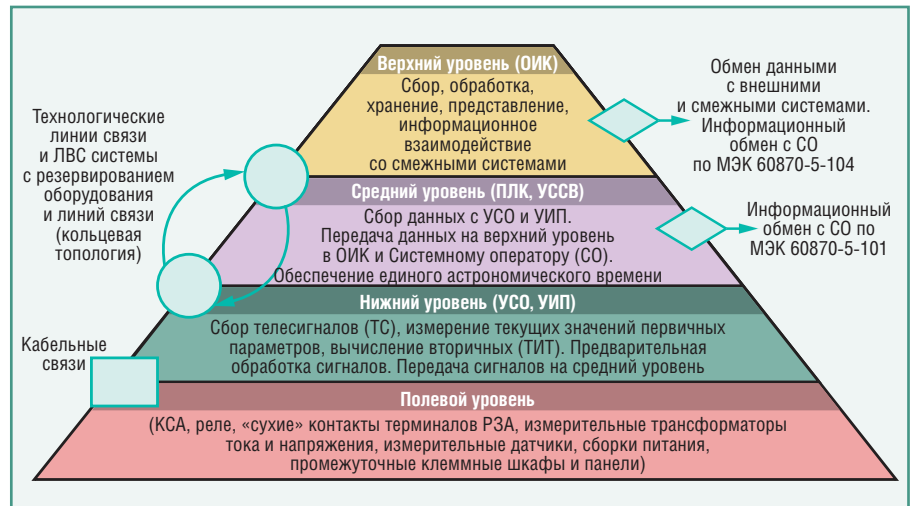 Верхний уровень (ОИК)
Сбор, обработка,
хранение, представление,
информационное
взаимодействие
со смежными системами
Обмен данными
с внешними
и смежными системами.
Информационный
обмен с СО
по МЭК 60870-5-104
Технологические
линии связи
и ЛВС системы
с резервированием
оборудования
и линий связи
(кольцевая
топология)
Средний уровень (ПЛК, УССВ)
Сбор данных с УСО и УИП.
Передача данных на верхний уровень
в ОИК и Системному оператору (СО).
Обеспечение единого астрономического времени
Информационный
обмен с СО по
МЭК 60870-5-101
Нижний уровень (УСО, УИП)
Сбор телесигналов (ТС), измерение текущих значений первичных
параметров, вычисление вторичных (ТИТ). Предварительная
обработка сигналов. Передача сигналов на средний уровень
Кабельные
связи
Полевой уровень
(КСА, реле, «сухие» контакты терминалов РЗА, измерительные трансформаторы
тока и напряжения, измерительные датчики, сборки питания,
промежуточные клеммные шкафы и панели)